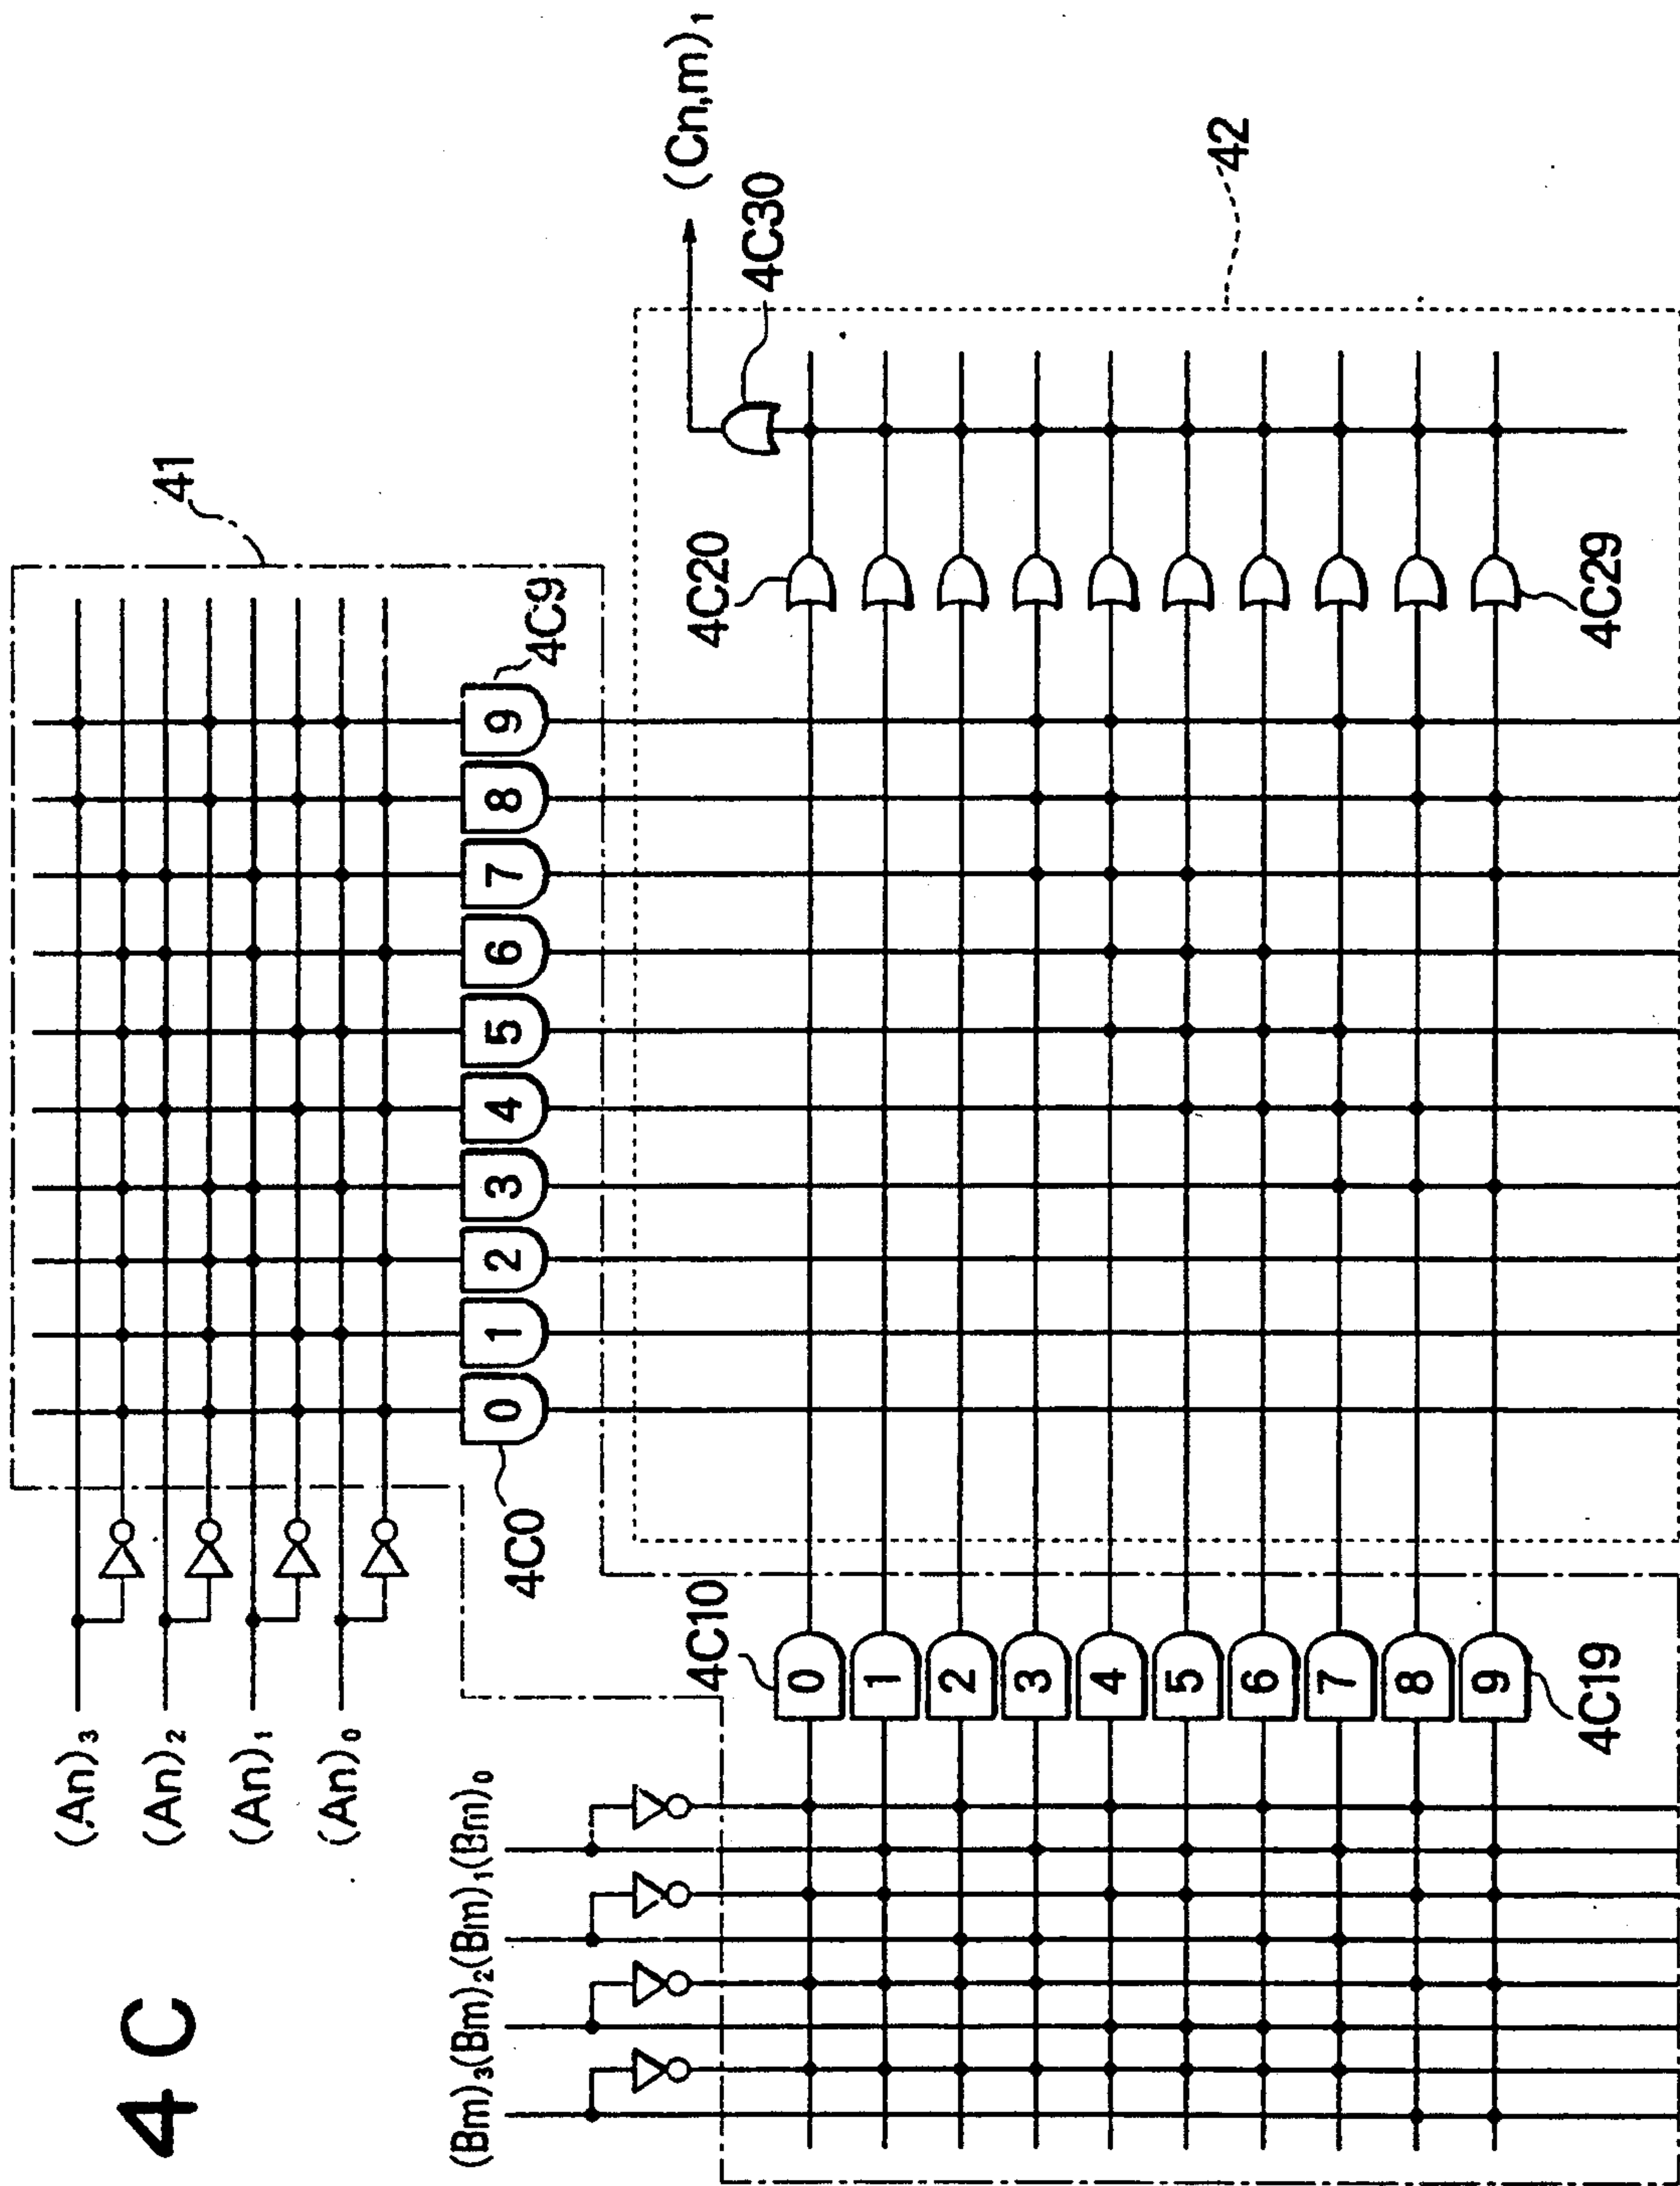 4C
(An)₃
(An)₂
(An)₁
(An)₀
41
0 1 2 3 4 5 6 7 8 9
4C0
4C9
(Bm)₃(Bm)₂(Bm)₁(Bm)₀
4C10
0
1
2
3
4
5
6
7
8
9
4C19
4C20
4C29
4C30
(Cn,m)₁
42